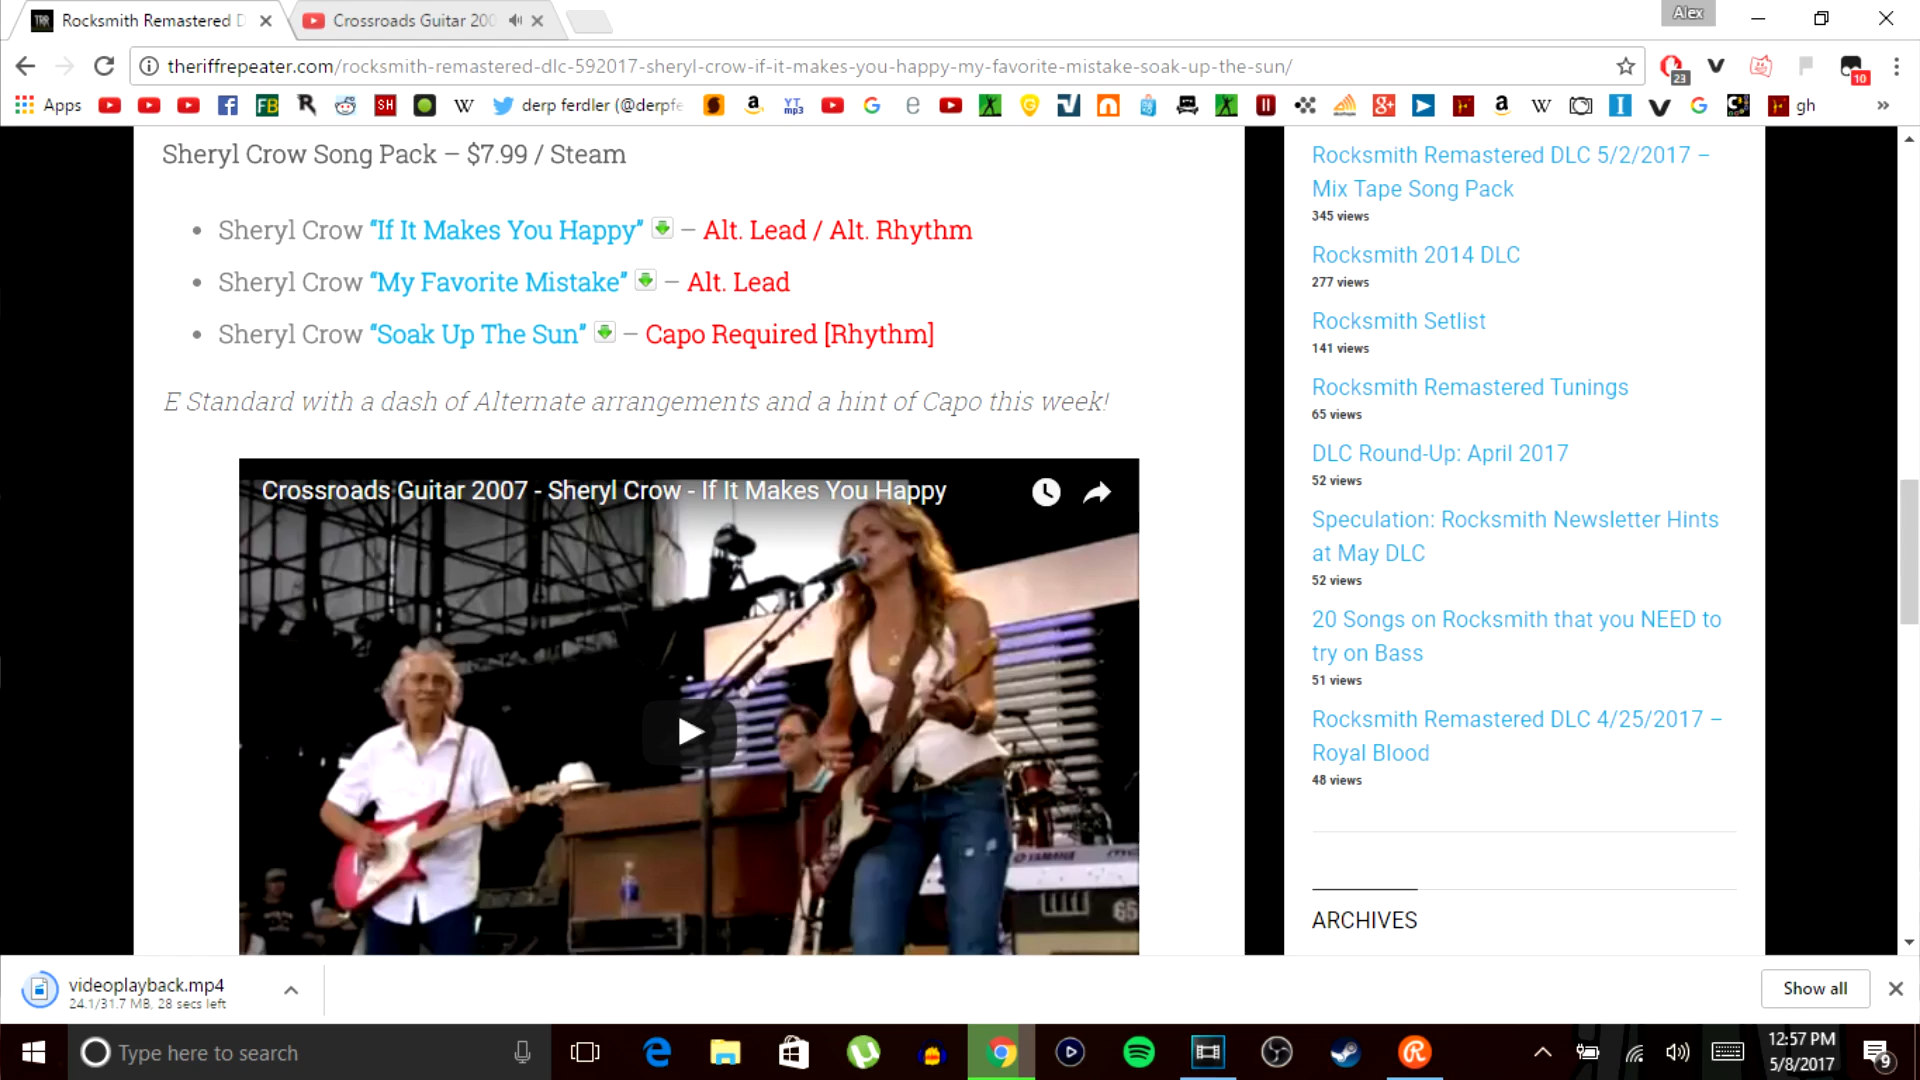 Rocksmith Remastered D
Crossroads Guitar 200
Alex
theriffrepeater.com/rocksmith-remastered-dlc-592017-sheryl-crow-if-it-makes-you-happy-my-favorite-mistake-soak-up-the-sun/
23
10
Apps
derp ferdler (@derpfe
gh
Sheryl Crow Song Pack – $7.99 / Steam
Sheryl Crow “If It Makes You Happy” – Alt. Lead / Alt. Rhythm
Sheryl Crow “My Favorite Mistake” – Alt. Lead
Sheryl Crow “Soak Up The Sun” – Capo Required [Rhythm]
E Standard with a dash of Alternate arrangements and a hint of Capo this week!
Crossroads Guitar 2007 - Sheryl Crow - If It Makes You Happy
YAMAHA
65
Rocksmith Remastered DLC 5/2/2017 –
Mix Tape Song Pack
345 views
Rocksmith 2014 DLC
277 views
Rocksmith Setlist
141 views
Rocksmith Remastered Tunings
65 views
DLC Round-Up: April 2017
52 views
Speculation: Rocksmith Newsletter Hints
at May DLC
52 views
20 Songs on Rocksmith that you NEED to
try on Bass
51 views
Rocksmith Remastered DLC 4/25/2017 –
Royal Blood
48 views
ARCHIVES
videoplayback.mp4
24.1/31.7 MB, 28 secs left
Show all
Type here to search
12:57 PM
5/8/2017
9